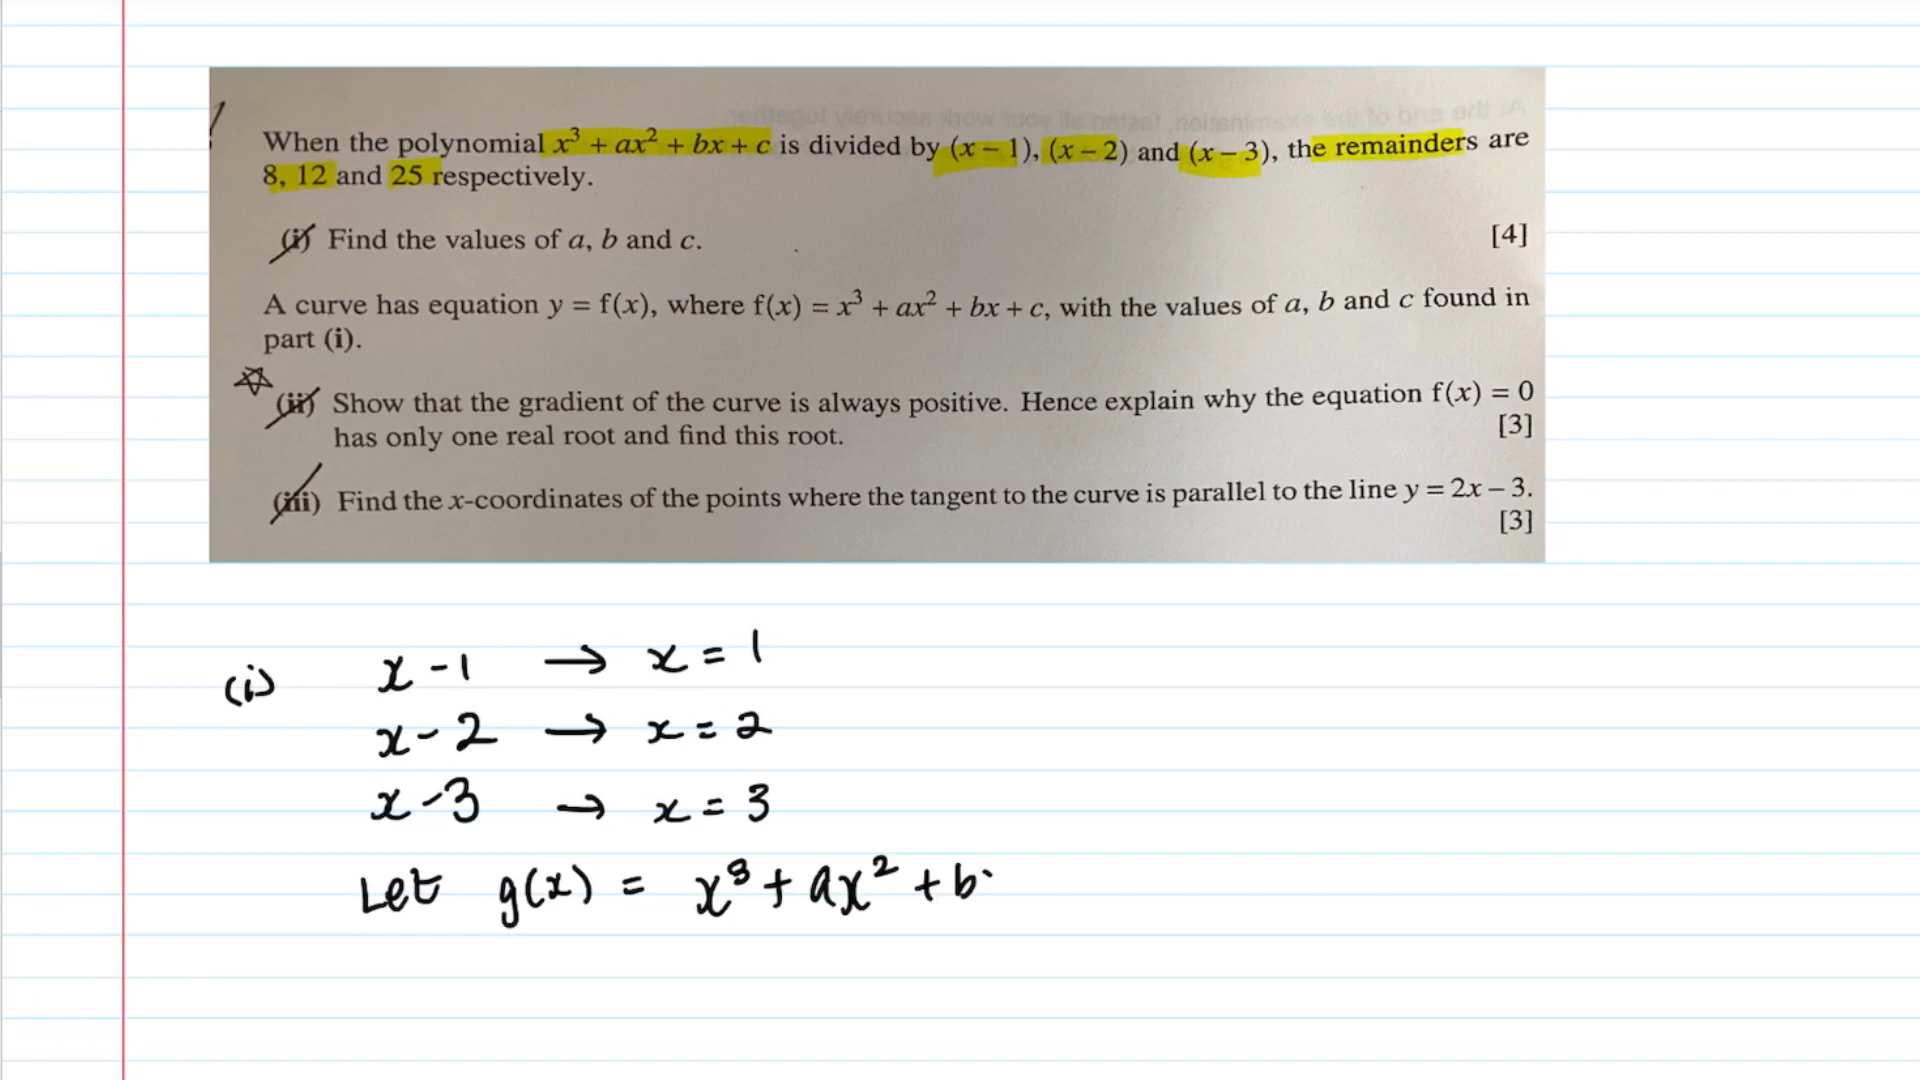 When the polynomial x³ + ax² + bx + c is divided by (x – 1), (x – 2) and (x – 3), the remainders are
8, 12 and 25 respectively.
(i) Find the values of a, b and c. [4]
A curve has equation y = f(x), where f(x) = x³ + ax² + bx + c, with the values of a, b and c found in
part (i).
(ii) Show that the gradient of the curve is always positive. Hence explain why the equation f(x) = 0
has only one real root and find this root. [3]
(iii) Find the x-coordinates of the points where the tangent to the curve is parallel to the line y = 2x – 3.
[3]
(i) x - 1 → x = 1
x - 2 → x = 2
x - 3 → x = 3
Let g(x) = x³ + ax² + b